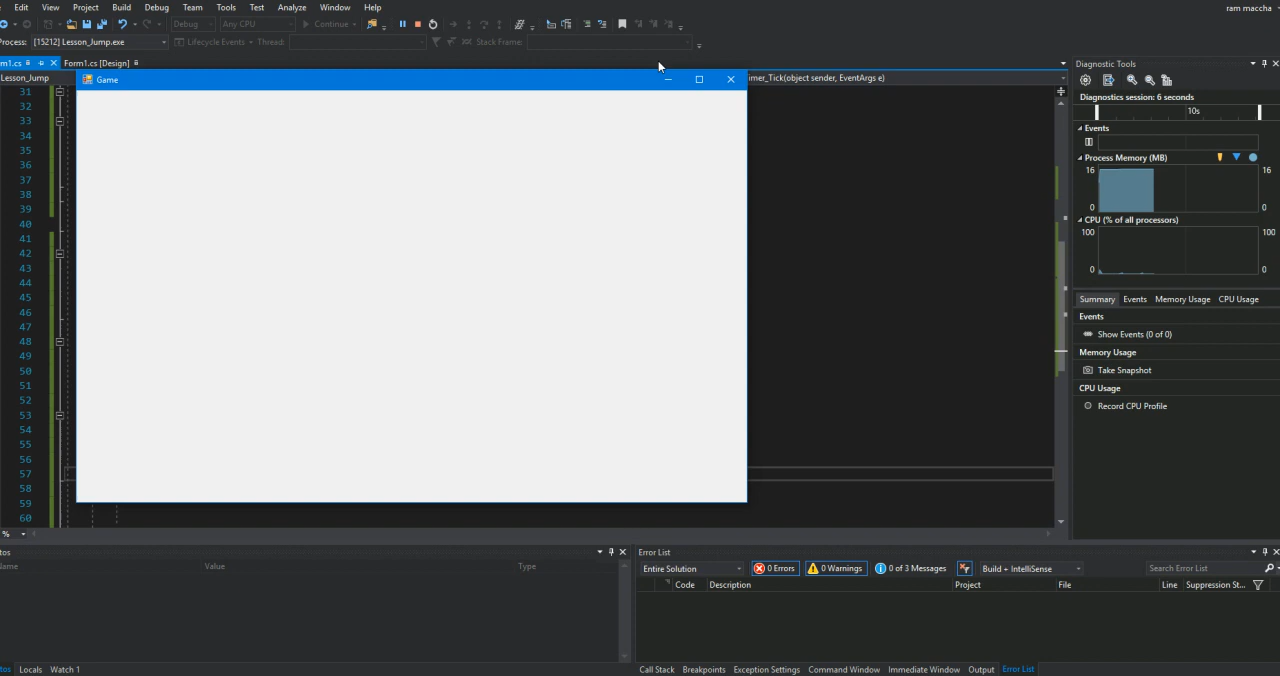 Edit View Project Build Debug Team Tools Test Analyze Window Help ram maccha
Debug Any CPU Continue
Process: [15212] Lesson_Jump.exe Lifecycle Events Thread: Stack Frame:
m1.cs Form1.cs [Design] Diagnostic Tools
Lesson_Jump Game imer_Tick(object sender, EventArgs e)
Diagnostics session: 6 seconds
10s
Events
Process Memory (MB)
16 16
0 0
CPU (% of all processors)
100 100
0 0
Summary Events Memory Usage CPU Usage
Events
Show Events (0 of 0)
Memory Usage
Take Snapshot
CPU Usage
Record CPU Profile
31
32
33
34
35
36
37
38
39
40
41
42
43
44
45
46
47
48
49
50
51
52
53
54
55
56
57
58
59
60
%
tos Error List
ame Value Type
Entire Solution 0 Errors 0 Warnings 0 of 3 Messages Build + IntelliSense Search Error List
Code Description Project File Line Suppression St...
tos Locals Watch 1
Call Stack Breakpoints Exception Settings Command Window Immediate Window Output Error List